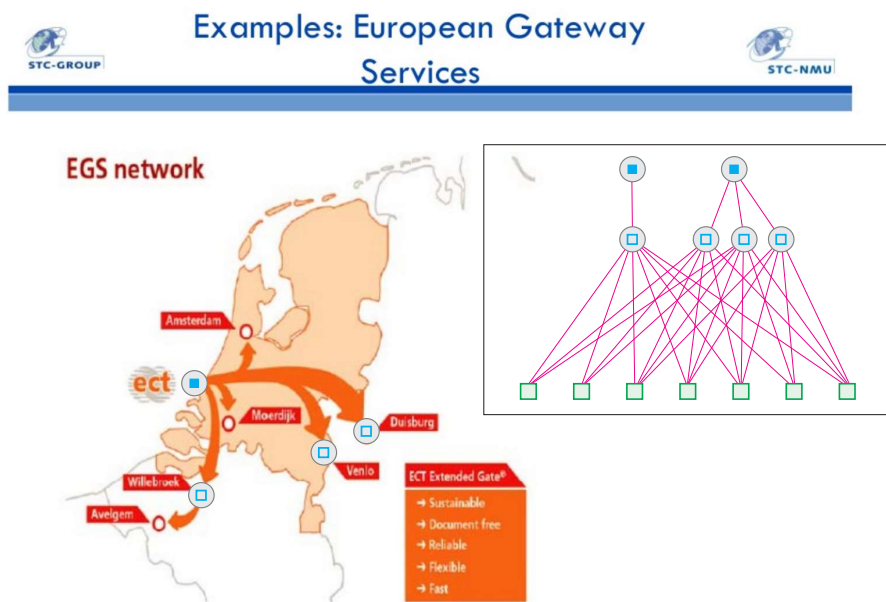 Examples: European Gateway
Services
STC-GROUP
STC-NMU
EGS network
Amsterdam
ect
Moerdijk
Duisburg
Venlo
Willebroek
Avelgem
ECT Extended Gate®
→ Sustainable
→ Document free
→ Reliable
→ Flexible
→ Fast